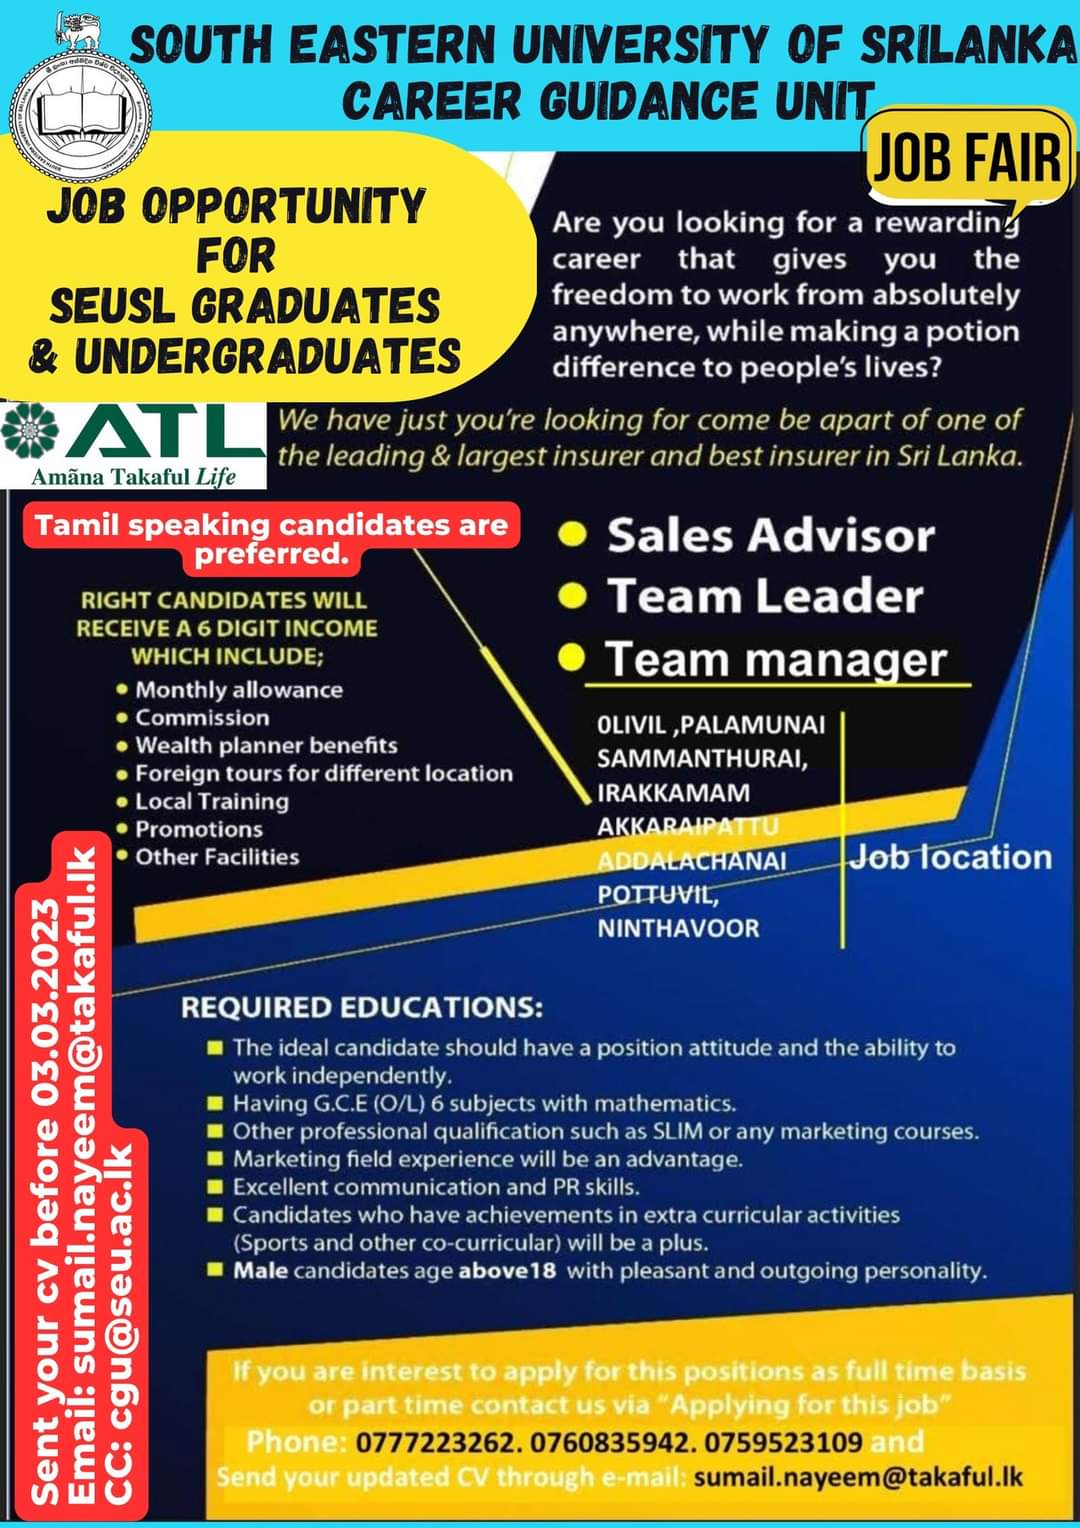 SOUTH EASTERN UNIVERSITY OF SRILANKA
CAREER GUIDANCE UNIT
JOB FAIR
JOB OPPORTUNITY
FOR
SEUSL GRADUATES
& UNDERGRADUATES
Are you looking for a rewarding
career that gives you the
freedom to work from absolutely
anywhere, while making a potion
difference to people's lives?
ATL
Amãna Takaful Life
We have just you're looking for come be apart of one of
the leading & largest insurer and best insurer in Sri Lanka.
Tamil speaking candidates are
preferred.
RIGHT CANDIDATES WILL
RECEIVE A 6 DIGIT INCOME
WHICH INCLUDE;
Monthly allowance
Commission
Wealth planner benefits
Foreign tours for different location
Local Training
Promotions
Other Facilities
Sales Advisor
Team Leader
Team manager
0LIVIL ,PALAMUNAI
SAMMANTHURAI,
IRAKKAMAM
AKKARAIPATTU
ADDALACHANAI
POTTUVIL,
NINTHAVOOR
Job location
Sent your cv before 03.03.2023
Email: sumail.nayeem@takaful.lk
CC: cgu@seu.ac.lk
REQUIRED EDUCATIONS:
The ideal candidate should have a position attitude and the ability to
work independently.
Having G.C.E (O/L) 6 subjects with mathematics.
Other professional qualification such as SLIM or any marketing courses.
Marketing field experience will be an advantage.
Excellent communication and PR skills.
Candidates who have achievements in extra curricular activities
(Sports and other co-curricular) will be a plus.
Male candidates age above18 with pleasant and outgoing personality.
If you are interest to apply for this positions as full time basis
or part time contact us via "Applying for this job"
Phone: 0777223262. 0760835942. 0759523109 and
Send your updated CV through e-mail: sumail.nayeem@takaful.lk